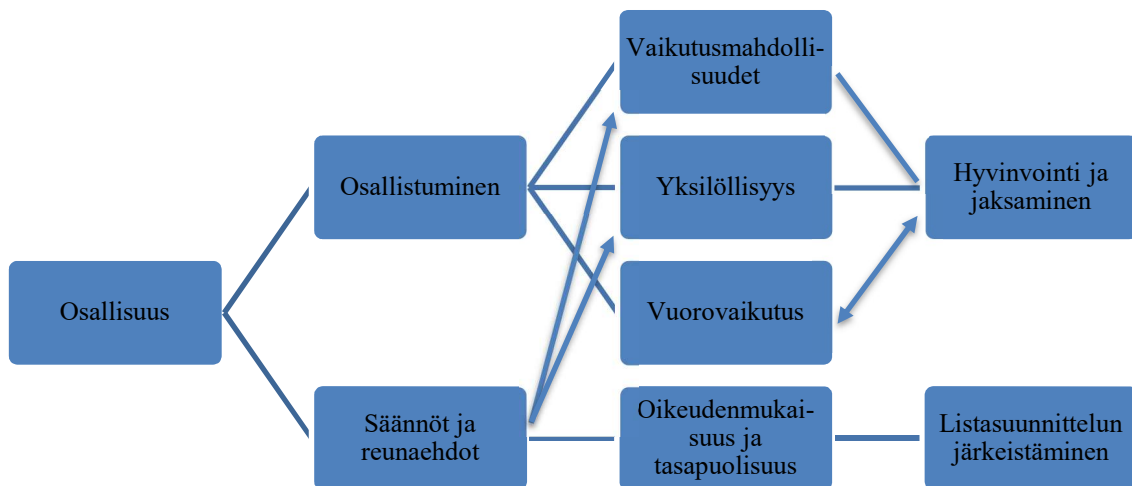 Osallisuus
Osallistuminen
Säännöt ja
reunaehdot
Vaikutusmahdolli-
suudet
Yksilöllisyys
Vuorovaikutus
Oikeudenmukai-
suus ja
tasapuolisuus
Hyvinvointi ja
jaksaminen
Listasuunnittelun
järkeistäminen